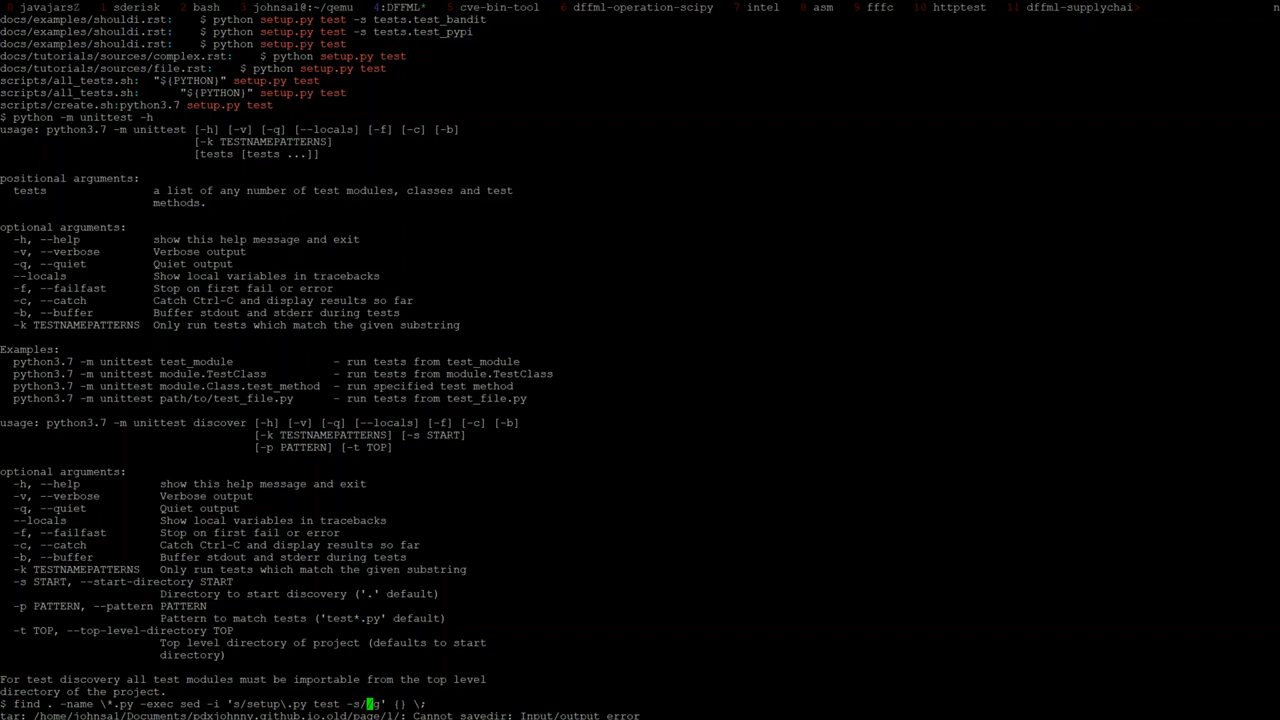 0 javajarsZ 1 sderisk 2 bash 3 johnsal@:~/qemu 4:DFFML* 5 cve-bin-tool 6 dffml-operation-scipy 7 intel 8 asm 9 fffc 10 httptest 11 dffml-supplychai> n
docs/examples/shouldi.rst: $ python setup.py test -s tests.test_bandit
docs/examples/shouldi.rst: $ python setup.py test -s tests.test_pypi
docs/examples/shouldi.rst: $ python setup.py test
docs/tutorials/sources/complex.rst: $ python setup.py test
docs/tutorials/sources/file.rst: $ python setup.py test
scripts/all_tests.sh: "${PYTHON}" setup.py test
scripts/all_tests.sh: "${PYTHON}" setup.py test
scripts/create.sh:python3.7 setup.py test
$ python -m unittest -h
usage: python3.7 -m unittest [-h] [-v] [-q] [--locals] [-f] [-c] [-b]
[-k TESTNAMEPATTERNS]
[tests [tests ...]]
positional arguments:
tests a list of any number of test modules, classes and test
methods.
optional arguments:
-h, --help show this help message and exit
-v, --verbose Verbose output
-q, --quiet Quiet output
--locals Show local variables in tracebacks
-f, --failfast Stop on first fail or error
-c, --catch Catch Ctrl-C and display results so far
-b, --buffer Buffer stdout and stderr during tests
-k TESTNAMEPATTERNS Only run tests which match the given substring
Examples:
python3.7 -m unittest test_module - run tests from test_module
python3.7 -m unittest module.TestClass - run tests from module.TestClass
python3.7 -m unittest module.Class.test_method - run specified test method
python3.7 -m unittest path/to/test_file.py - run tests from test_file.py
usage: python3.7 -m unittest discover [-h] [-v] [-q] [--locals] [-f] [-c] [-b]
[-k TESTNAMEPATTERNS] [-s START]
[-p PATTERN] [-t TOP]
optional arguments:
-h, --help show this help message and exit
-v, --verbose Verbose output
-q, --quiet Quiet output
--locals Show local variables in tracebacks
-f, --failfast Stop on first fail or error
-c, --catch Catch Ctrl-C and display results so far
-b, --buffer Buffer stdout and stderr during tests
-k TESTNAMEPATTERNS Only run tests which match the given substring
-s START, --start-directory START
Directory to start discovery ('.' default)
-p PATTERN, --pattern PATTERN
Pattern to match tests ('test*.py' default)
-t TOP, --top-level-directory TOP
Top level directory of project (defaults to start
directory)
For test discovery all test modules must be importable from the top level
directory of the project.
$ find . -name \*.py -exec sed -i 's/setup\.py test -s//g' {} \;
tar: /home/johnsal/Documents/pdxjohnny.github.io.old/page/1/: Cannot savedir: Input/output error